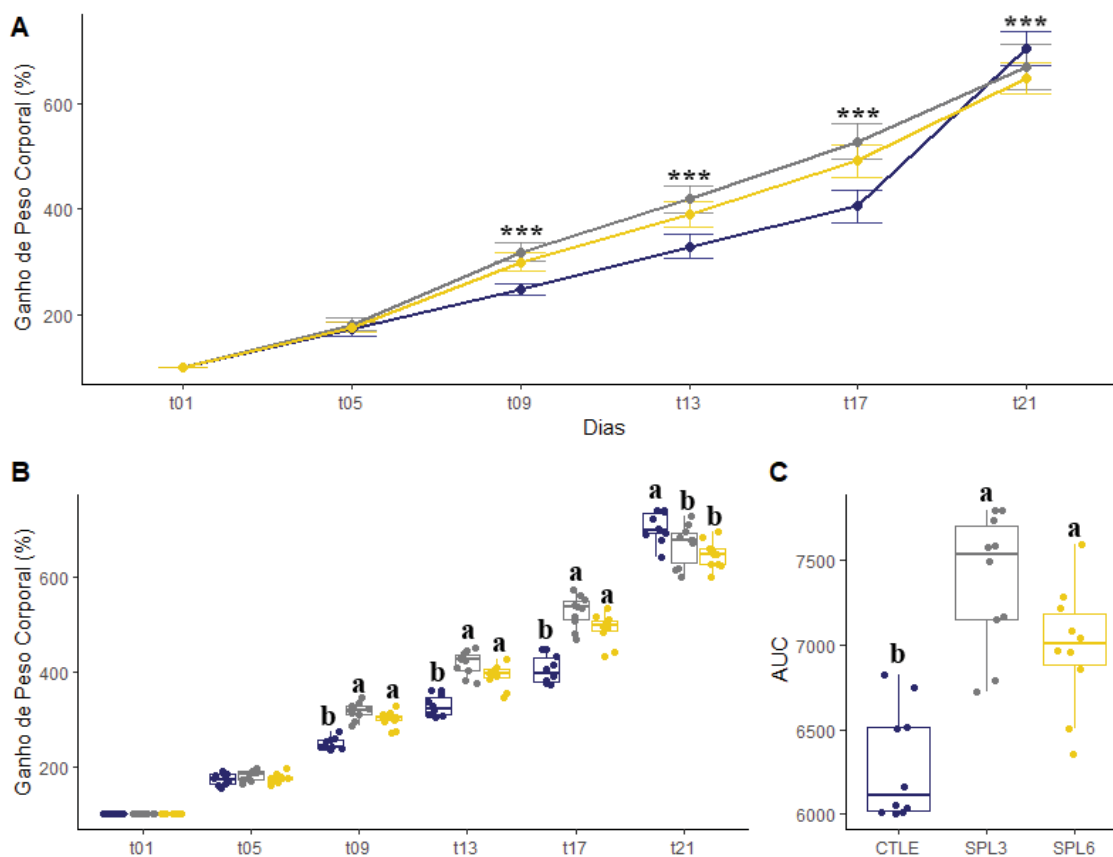 A
Ganho de Peso Corporal (%)
600
400
200
***
***
***
***
t01 t05 t09 t13 t17 t21
Dias
B
Ganho de Peso Corporal (%)
600
400
200
b a a
b a a
b a a
a b b
t01 t05 t09 t13 t17 t21
C
AUC
7500
7000
6500
6000
b a a
CTLE SPL3 SPL6